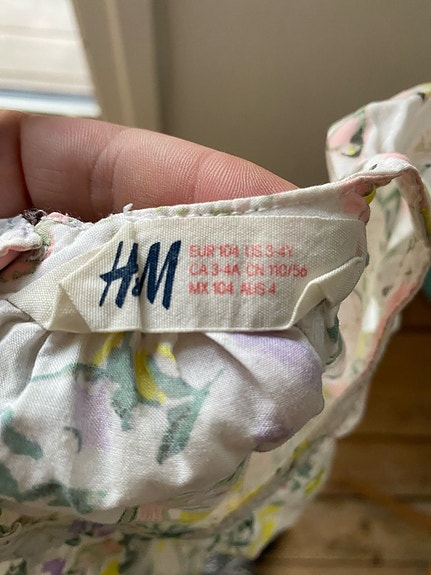 H&M
EUR 104 US 3-4Y
CA 3-4A CN 110/56
MX 104 AUS 4